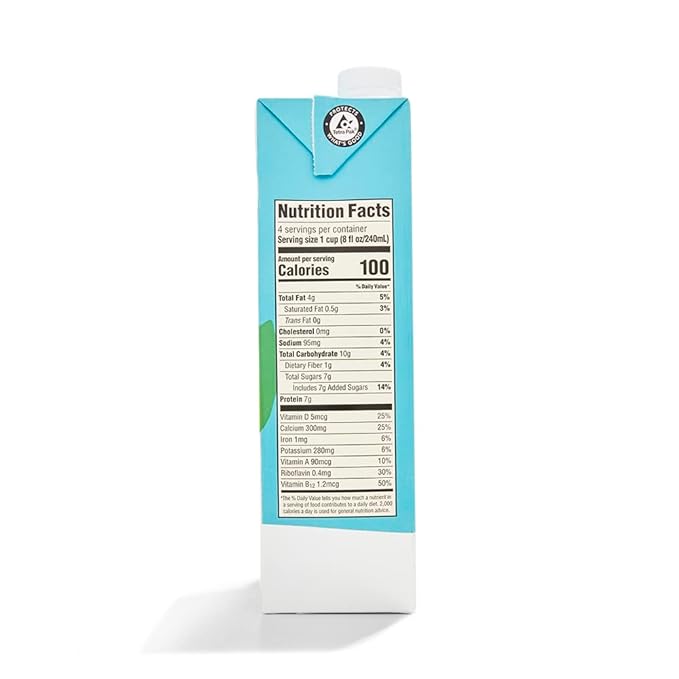 PROTECTS
Tetra Pak®
WHAT'S GOOD
Nutrition Facts
4 servings per container
Serving size 1 cup (8 fl oz/240mL)
Amount per serving
Calories 100
% Daily Value*
Total Fat 4g 5%
Saturated Fat 0.5g 3%
Trans Fat 0g
Cholesterol 0mg 0%
Sodium 95mg 4%
Total Carbohydrate 10g 4%
Dietary Fiber 1g 4%
Total Sugars 7g
Includes 7g Added Sugars 14%
Protein 7g
Vitamin D 5mcg 25%
Calcium 300mg 25%
Iron 1mg 6%
Potassium 280mg 6%
Vitamin A 90mcg 10%
Riboflavin 0.4mg 30%
Vitamin B12 1.2mcg 50%
*The % Daily Value tells you how much a nutrient in
a serving of food contributes to a daily diet. 2,000
calories a day is used for general nutrition advice.